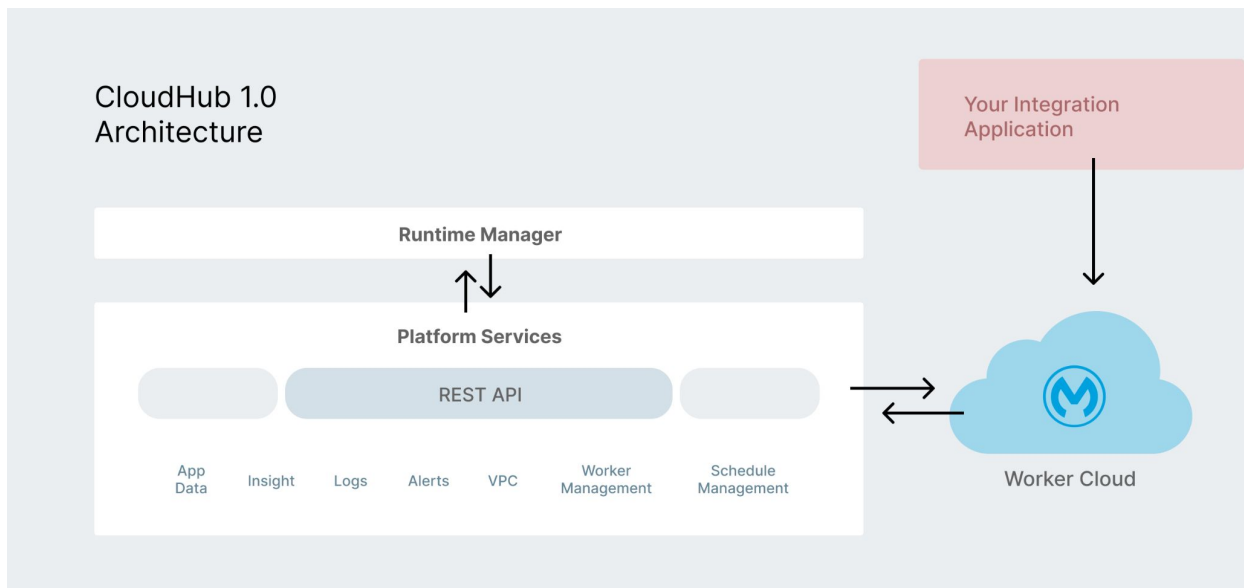 CloudHub 1.0
Architecture
Your Integration
Application
Runtime Manager
Platform Services
REST API
App
Data
Insight
Logs
Alerts
VPC
Worker
Management
Schedule
Management
Worker Cloud